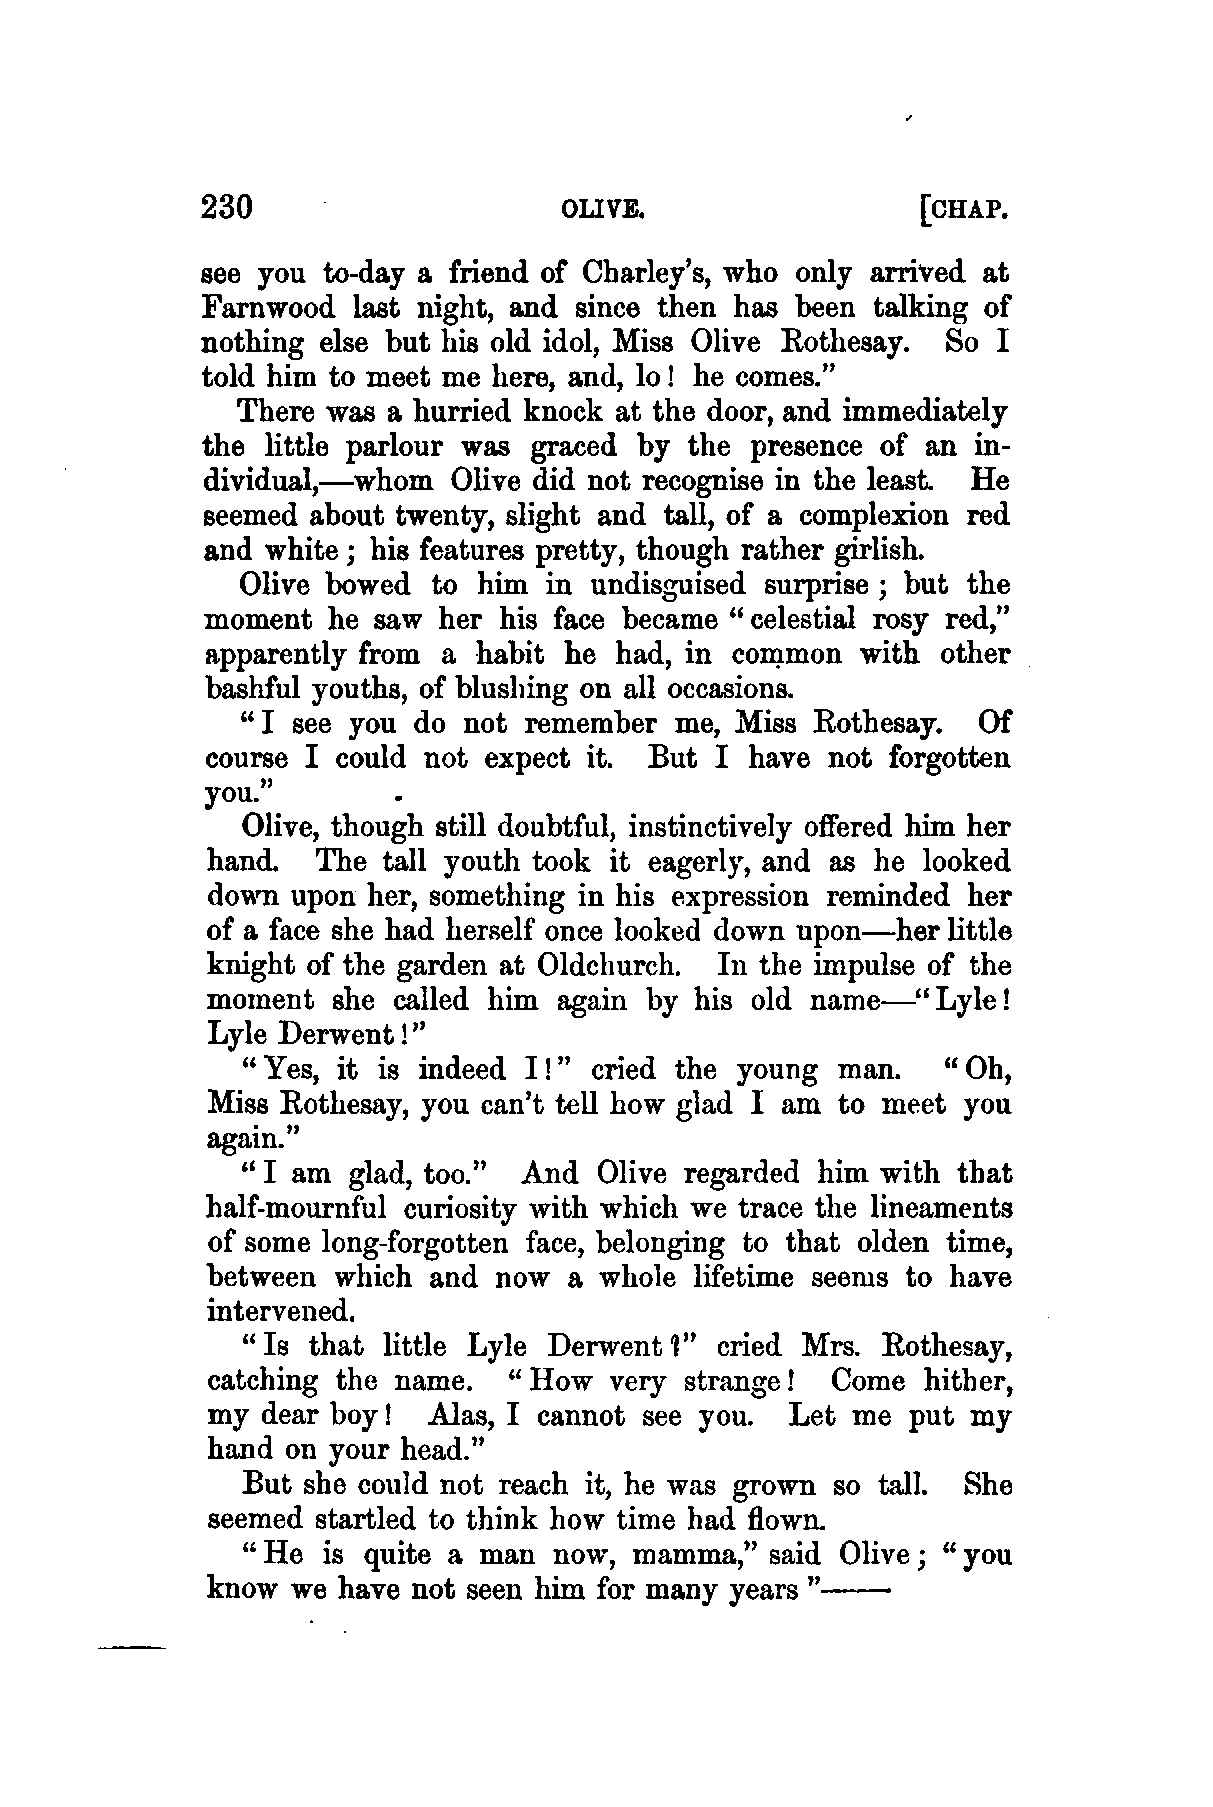 230 OLIVE. [CHAP.
see you to-day a friend of Charley's, who only arrived at
Farnwood last night, and since then has been talking of
nothing else but his old idol, Miss Olive Rothesay. So I
told him to meet me here, and, lo! he comes."
There was a hurried knock at the door, and immediately
the little parlour was graced by the presence of an in-
dividual,—whom Olive did not recognise in the least. He
seemed about twenty, slight and tall, of a complexion red
and white; his features pretty, though rather girlish.
Olive bowed to him in undisguised surprise; but the
moment he saw her his face became "celestial rosy red,"
apparently from a habit he had, in common with other
bashful youths, of blushing on all occasions.
"I see you do not remember me, Miss Rothesay. Of
course I could not expect it. But I have not forgotten
you."
Olive, though still doubtful, instinctively offered him her
hand. The tall youth took it eagerly, and as he looked
down upon her, something in his expression reminded her
of a face she had herself once looked down upon—her little
knight of the garden at Oldchurch. In the impulse of the
moment she called him again by his old name—"Lyle!
Lyle Derwent!"
"Yes, it is indeed I!" cried the young man. "Oh,
Miss Rothesay, you can't tell how glad I am to meet you
again."
"I am glad, too." And Olive regarded him with that
half-mournful curiosity with which we trace the lineaments
of some long-forgotten face, belonging to that olden time,
between which and now a whole lifetime seems to have
intervened.
"Is that little Lyle Derwent?" cried Mrs. Rothesay,
catching the name. "How very strange! Come hither,
my dear boy! Alas, I cannot see you. Let me put my
hand on your head."
But she could not reach it, he was grown so tall. She
seemed startled to think how time had flown.
"He is quite a man now, mamma," said Olive; "you
know we have not seen him for many years"——